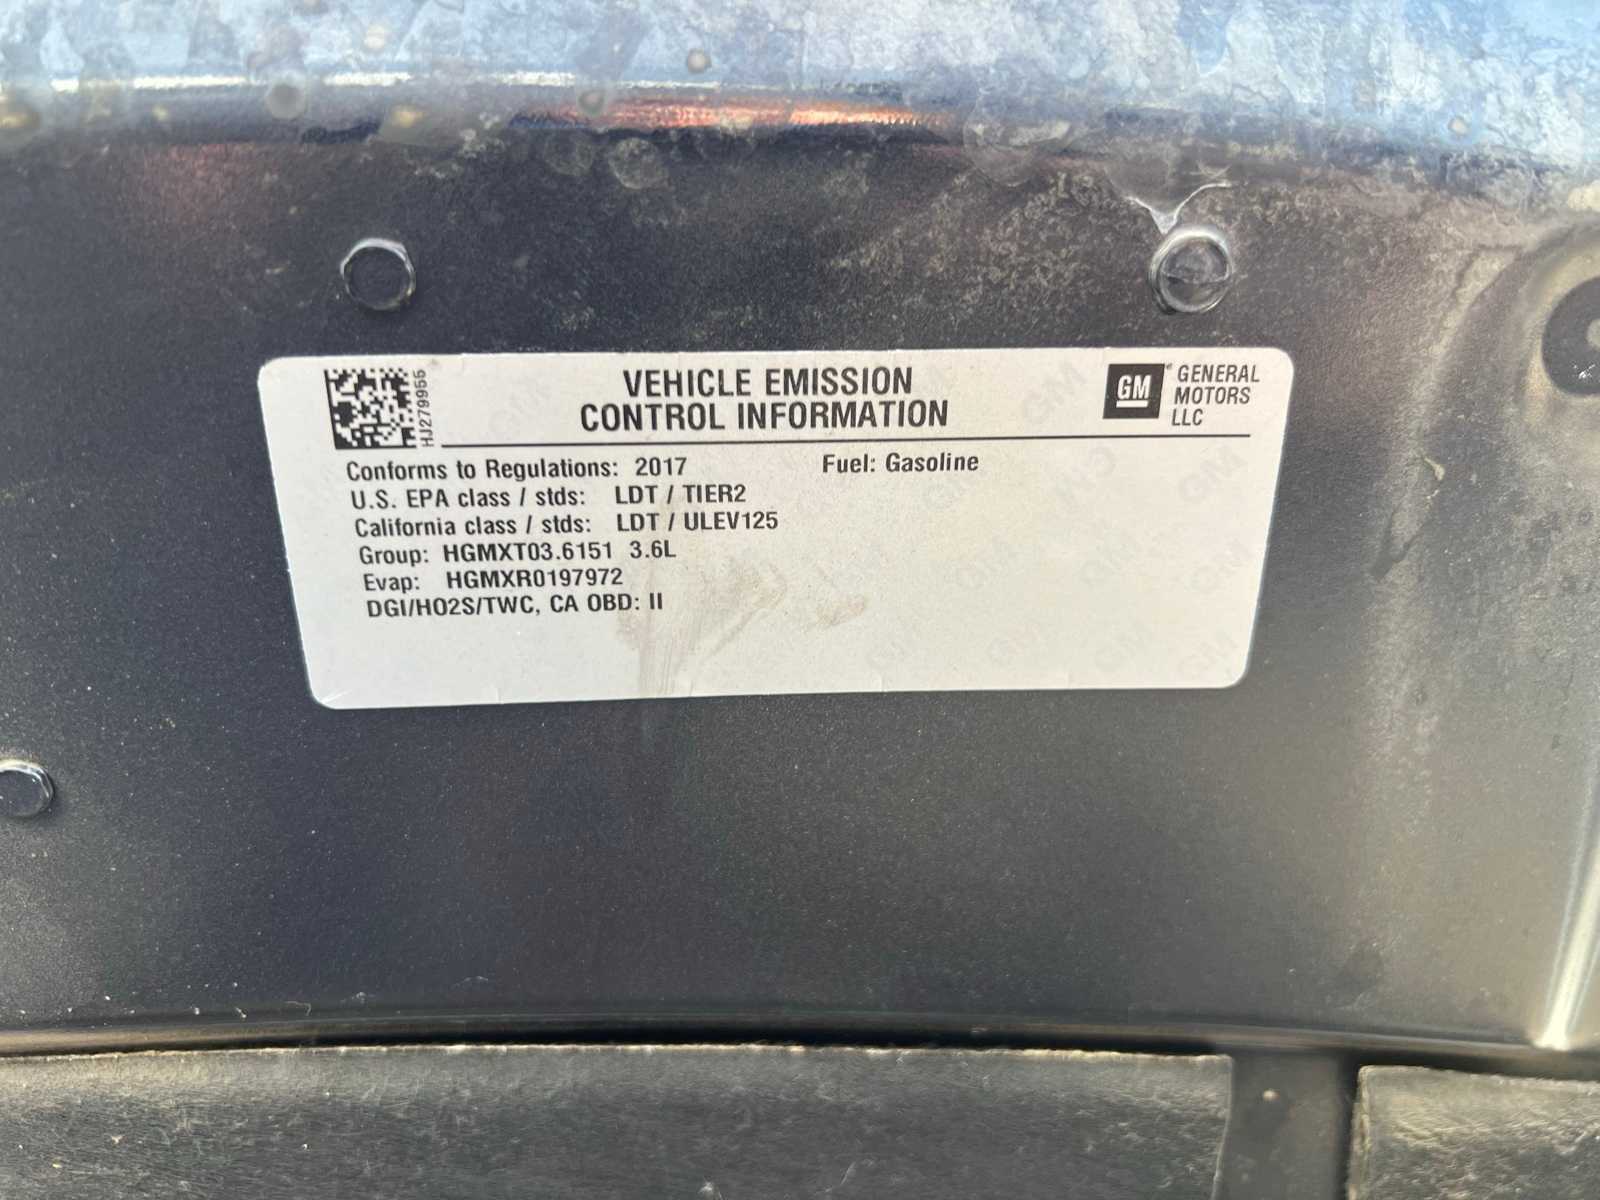 HJ279955
VEHICLE EMISSION
CONTROL INFORMATION
GM
GENERAL
MOTORS
LLC
Conforms to Regulations: 2017 Fuel: Gasoline
U.S. EPA class / stds: LDT / TIER2
California class / stds: LDT / ULEV125
Group: HGMXT03.6151 3.6L
Evap: HGMXR0197972
DGI/HO2S/TWC, CA OBD: II